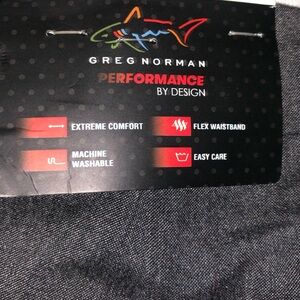 GREG NORMAN
PERFORMANCE
BY DESIGN
EXTREME COMFORT
FLEX WAISTBAND
MACHINE
WASHABLE
EASY CARE